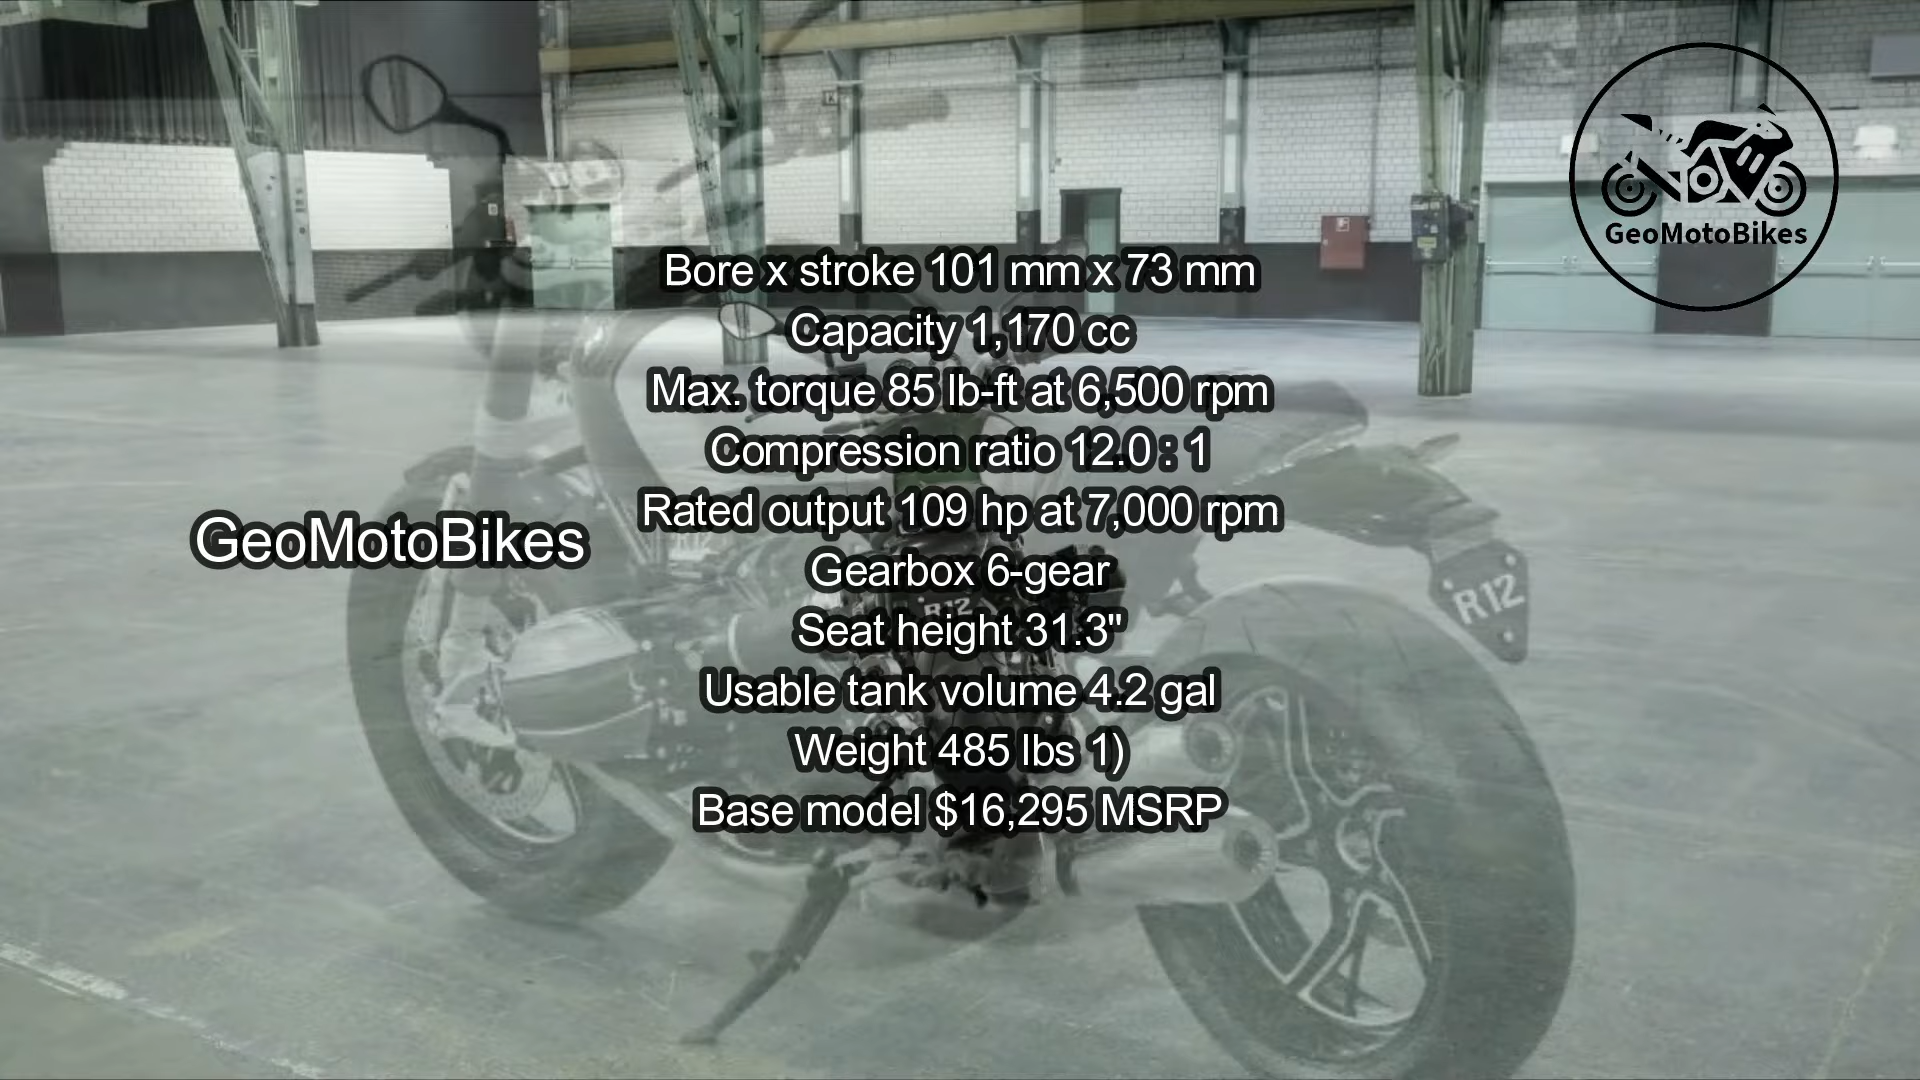 GeoMotoBikes
Bore x stroke 101 mm x 73 mm
Capacity 1,170 cc
Max. torque 85 lb-ft at 6,500 rpm
Compression ratio 12.0 : 1
Rated output 109 hp at 7,000 rpm
GeoMotoBikes
Gearbox 6-gear
R12
R12
Seat height 31.3"
Usable tank volume 4.2 gal
Weight 485 lbs 1)
Base model $16,295 MSRP